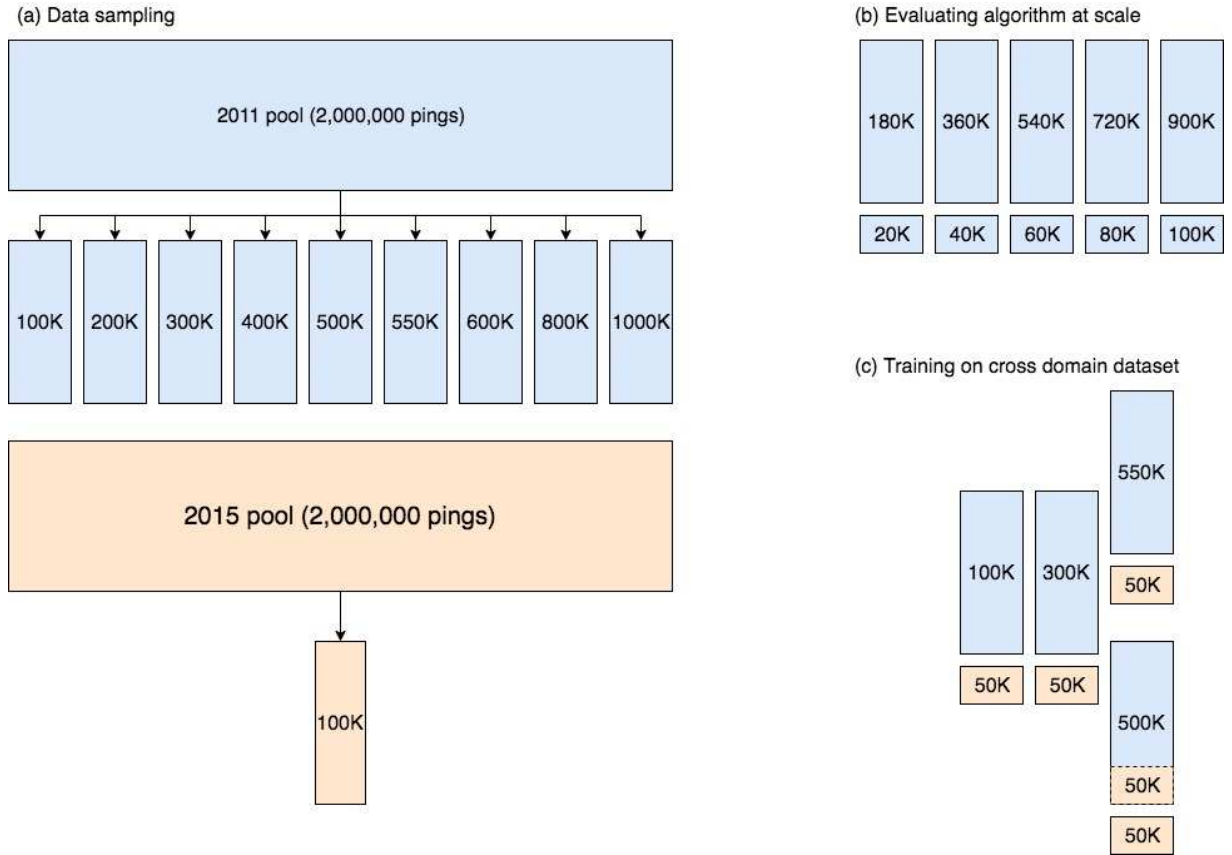 (a) Data sampling
2011 pool (2,000,000 pings)
100K 200K 300K 400K 500K 550K 600K 800K 1000K
2015 pool (2,000,000 pings)
100K
(b) Evaluating algorithm at scale
180K 360K 540K 720K 900K
20K 40K 60K 80K 100K
(c) Training on cross domain dataset
550K
100K 300K
50K
50K 50K
500K
50K
50K